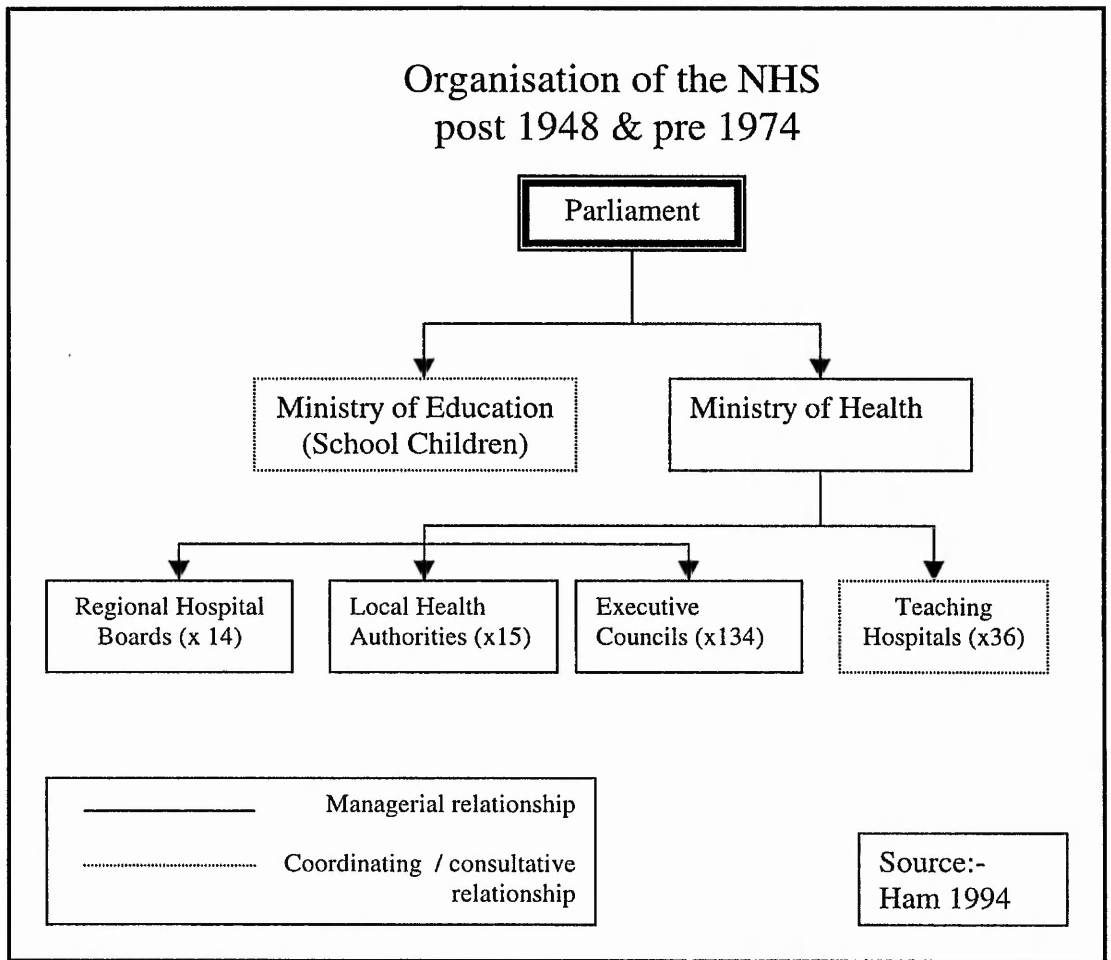 Organisation of the NHS
post 1948 & pre 1974
Parliament
Ministry of Education
(School Children)
Ministry of Health
Regional Hospital
Boards (x 14)
Local Health
Authorities (x15)
Executive
Councils (x134)
Teaching
Hospitals (x36)
Managerial relationship
Coordinating / consultative
relationship
Source:-
Ham 1994